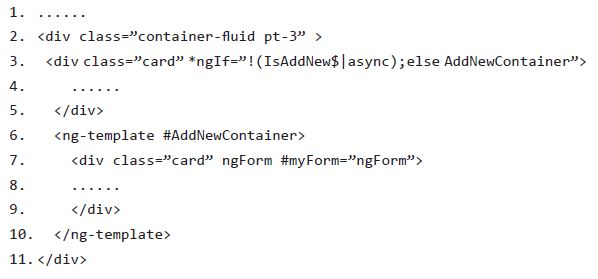 1. ......
2. <div class=”container-fluid pt-3” >
3. <div class=”card” *ngIf=”!(IsAddNew$|async);else AddNewContainer”>
4. ......
5. </div>
6. <ng-template #AddNewContainer>
7. <div class=”card” ngForm #myForm=”ngForm”>
8. ......
9. </div>
10. </ng-template>
11. </div>